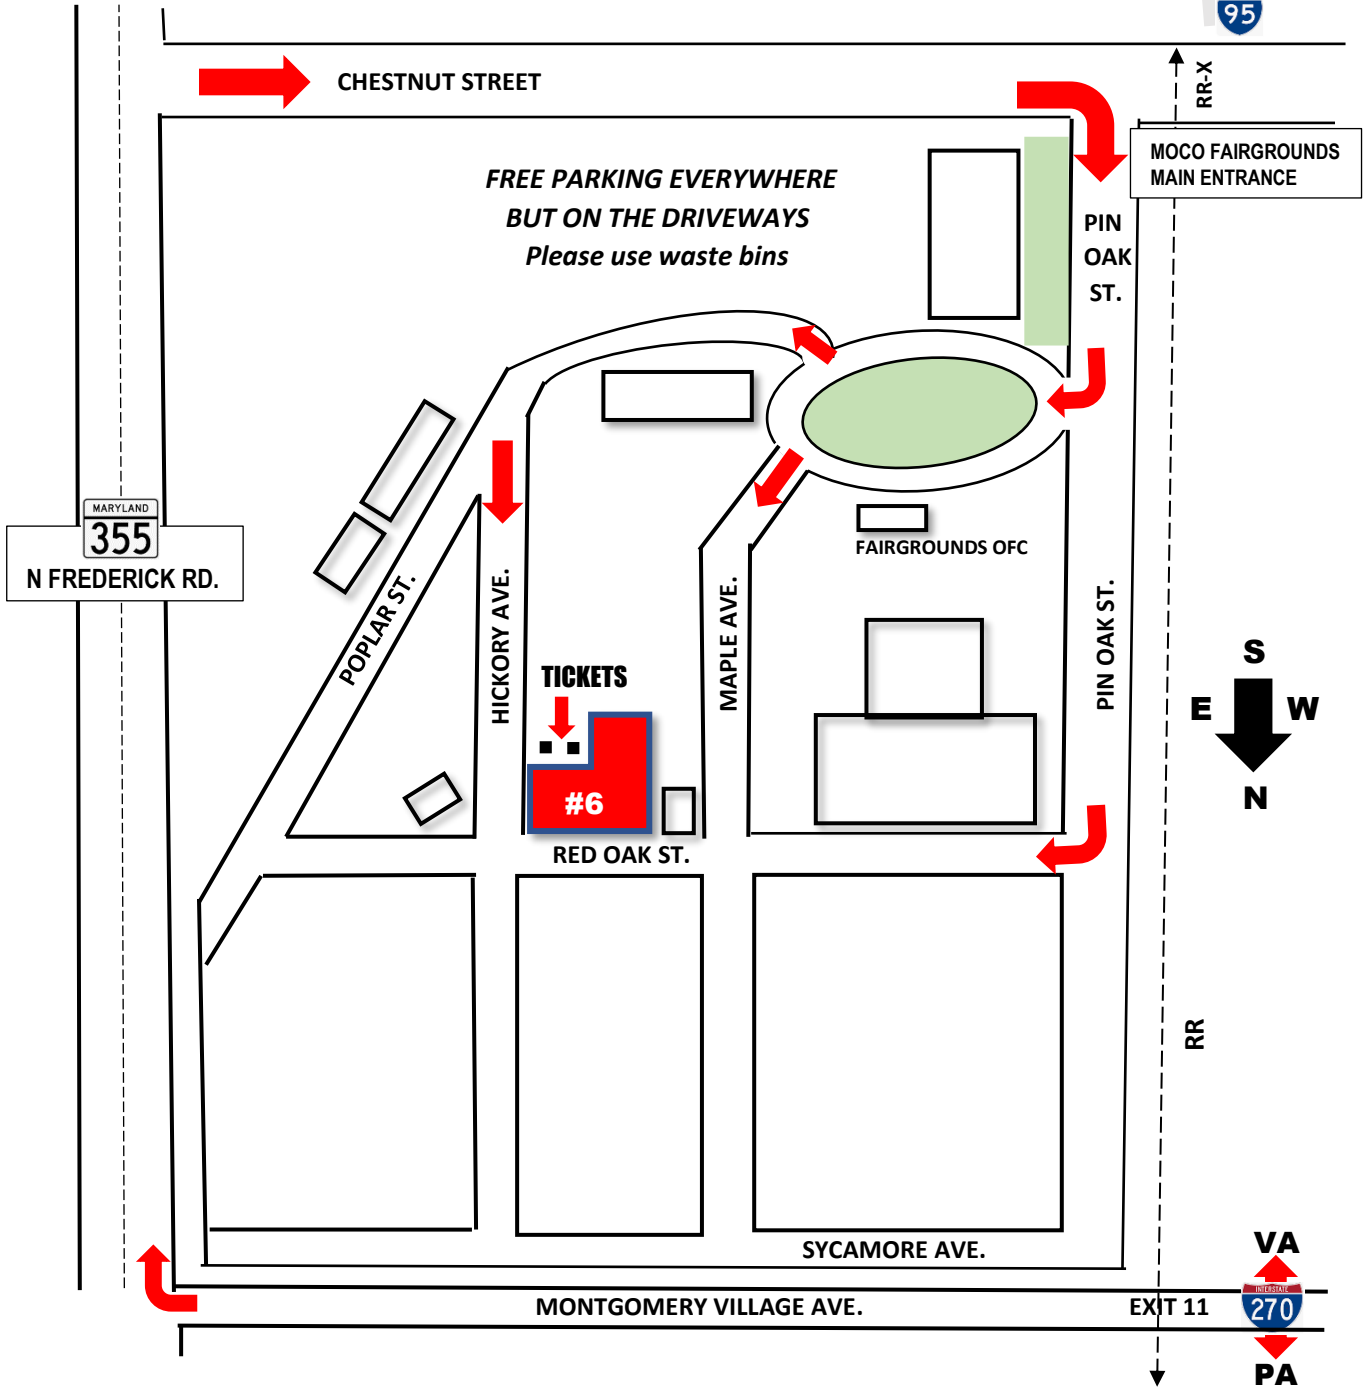 95
CHESTNUT STREET
RR-X
MOCO FAIRGROUNDS
MAIN ENTRANCE
FREE PARKING EVERYWHERE
BUT ON THE DRIVEWAYS
Please use waste bins
PIN
OAK
ST.
MARYLAND
355
N FREDERICK RD.
FAIRGROUNDS OFC
POPLAR ST.
HICKORY AVE.
MAPLE AVE.
PIN OAK ST.
TICKETS
#6
S
E W
N
RED OAK ST.
RR
SYCAMORE AVE.
VA
MONTGOMERY VILLAGE AVE.
EXIT 11
INTERSTATE
270
PA